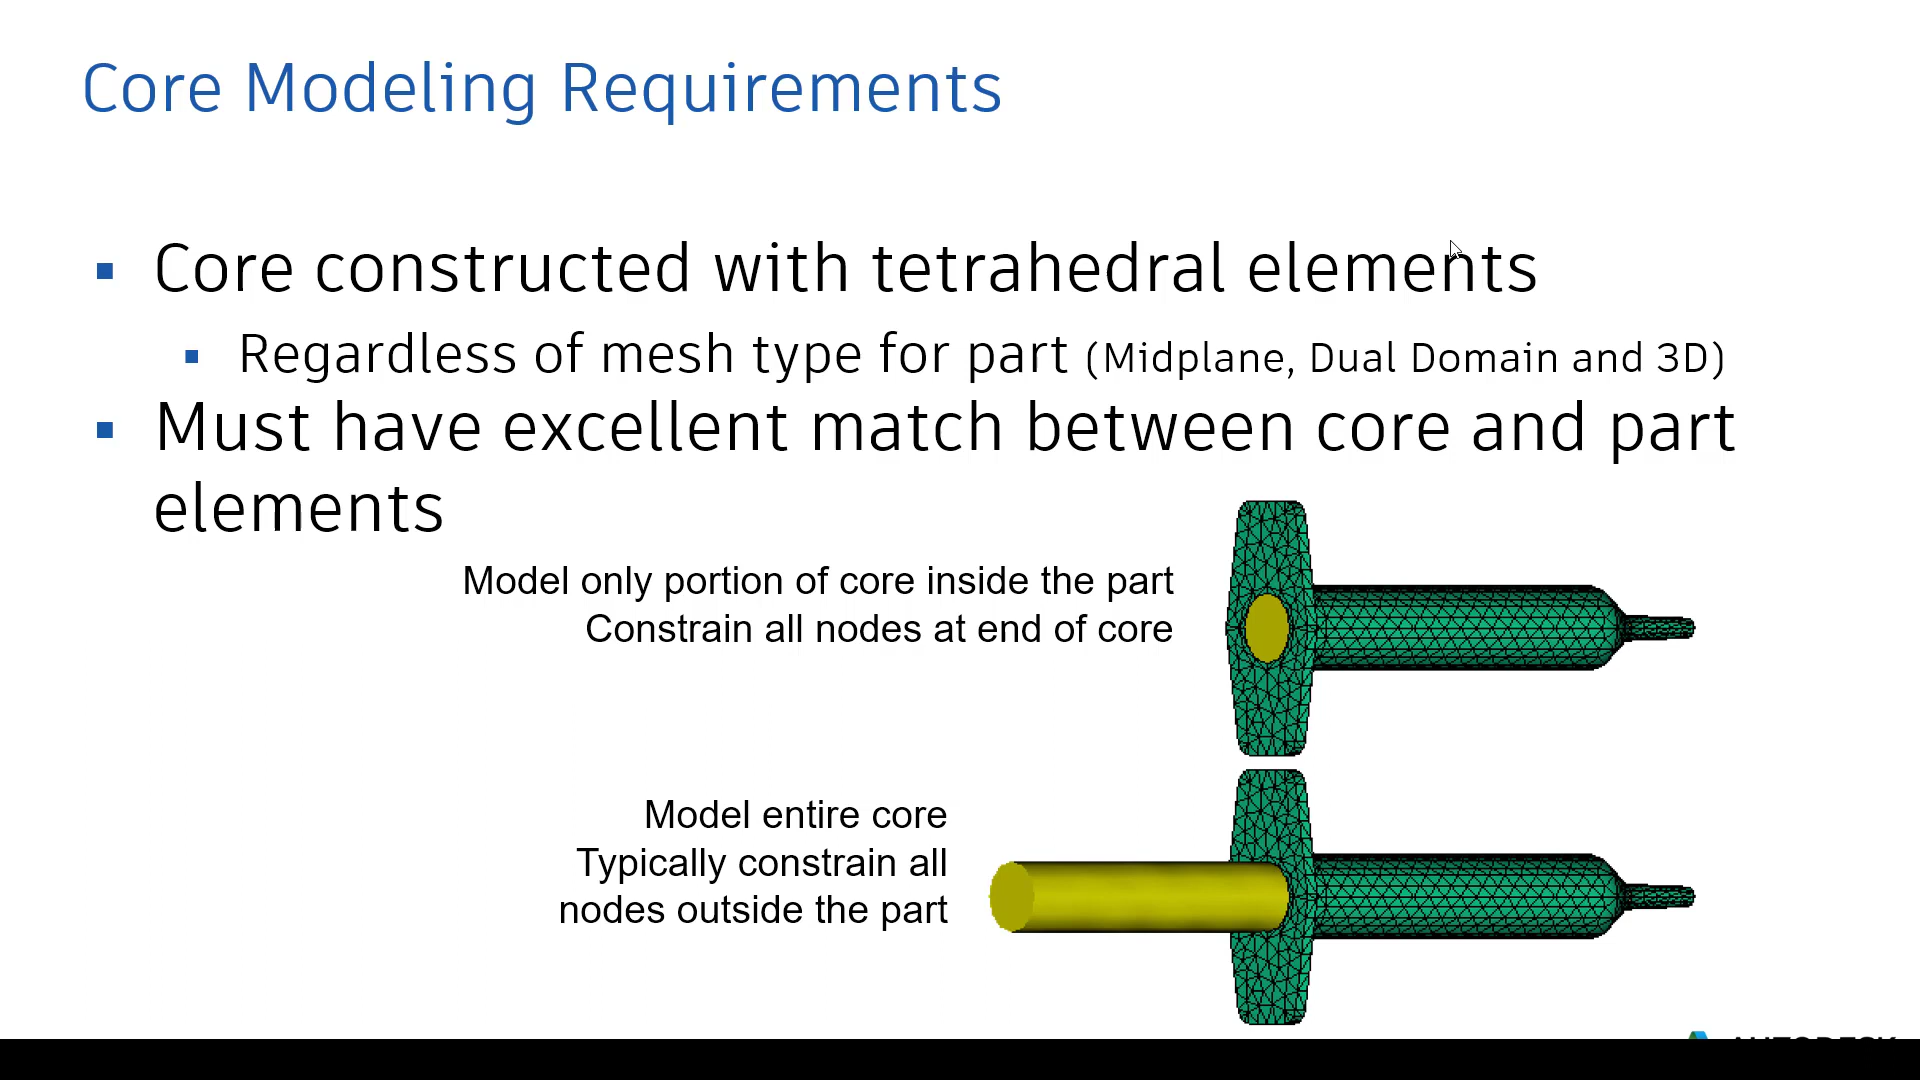 Core Modeling Requirements
Core constructed with tetrahedral elements
Regardless of mesh type for part (Midplane, Dual Domain and 3D)
Must have excellent match between core and part
elements
Model only portion of core inside the part
Constrain all nodes at end of core
Model entire core
Typically constrain all
nodes outside the part
AUTODESK